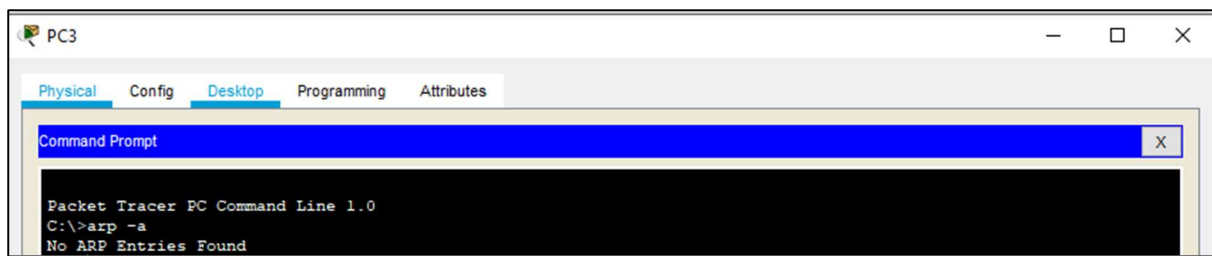 PC3
Physical Config Desktop Programming Attributes
Command Prompt X
Packet Tracer PC Command Line 1.0
C:\>arp -a
No ARP Entries Found